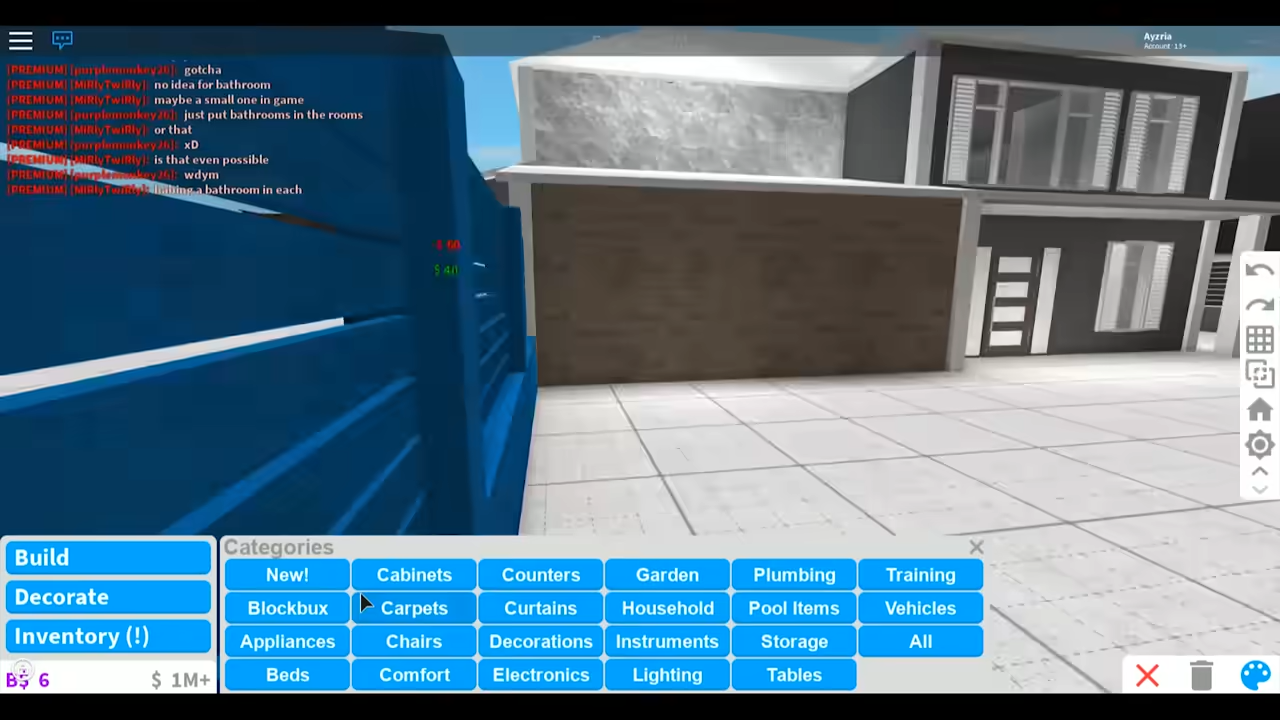 Ayzria
Account: 13+
[PREMIUM] [purplemonkey26]: gotcha
[PREMIUM] [MiRlyTwiRly]: no idea for bathroom
[PREMIUM] [MiRlyTwiRly]: maybe a small one in game
[PREMIUM] [purplemonkey26]: just put bathrooms in the rooms
[PREMIUM] [MiRlyTwiRly]: or that
[PREMIUM] [purplemonkey26]: xD
[PREMIUM] [MiRlyTwiRly]: is that even possible
[PREMIUM] [purplemonkey26]: wdym
[PREMIUM] [MiRlyTwiRly]: a bathroom in each
-$ 60
Categories
Build
Decorate
Inventory (!)
B$ 6
$ 1M+
New! Cabinets Counters Garden Plumbing Training
Blockbux Carpets Curtains Household Pool Items Vehicles
Appliances Chairs Decorations Instruments Storage All
Beds Comfort Electronics Lighting Tables